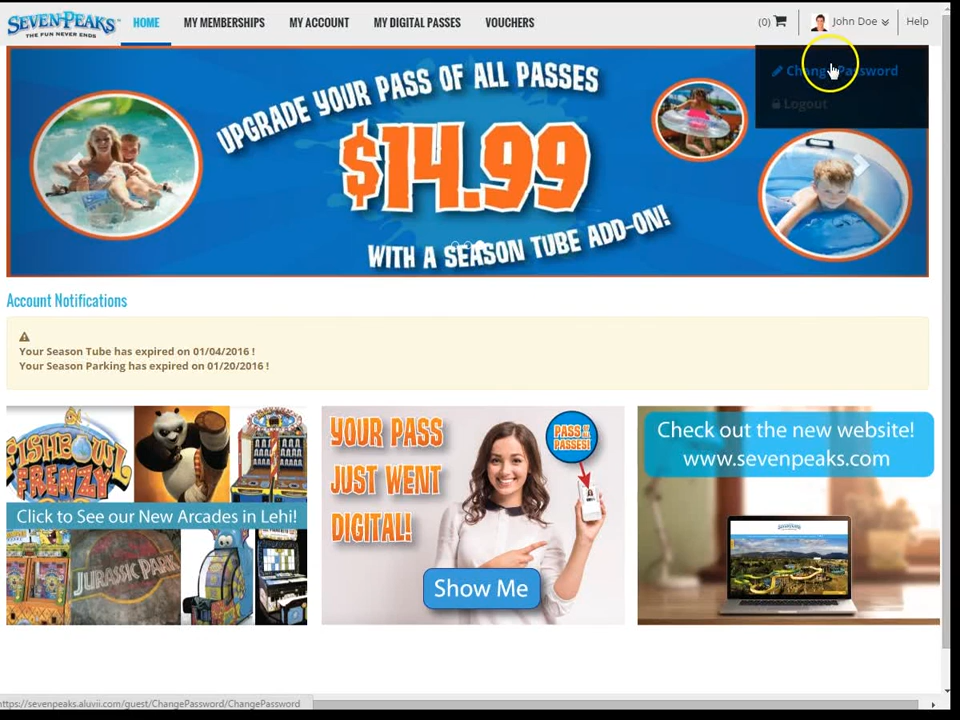 SEVEN PEAKS
THE FUN NEVER ENDS
HOME
MY MEMBERSHIPS
MY ACCOUNT
MY DIGITAL PASSES
VOUCHERS
(0)
John Doe
Help
Change Password
Logout
UPGRADE YOUR PASS OF ALL PASSES
$14.99
WITH A SEASON TUBE ADD-ON!
Account Notifications
Your Season Tube has expired on 01/04/2016 !
Your Season Parking has expired on 01/20/2016 !
FISHBOWL
FRENZY
Click to See our New Arcades in Lehi!
JURASSIC PARK
YOUR PASS
JUST WENT
DIGITAL!
PASS OF ALL
PASSES!
Show Me
Check out the new website!
www.sevenpeaks.com
https://sevenpeaks.aluvii.com/guest/ChangePassword/ChangePassword